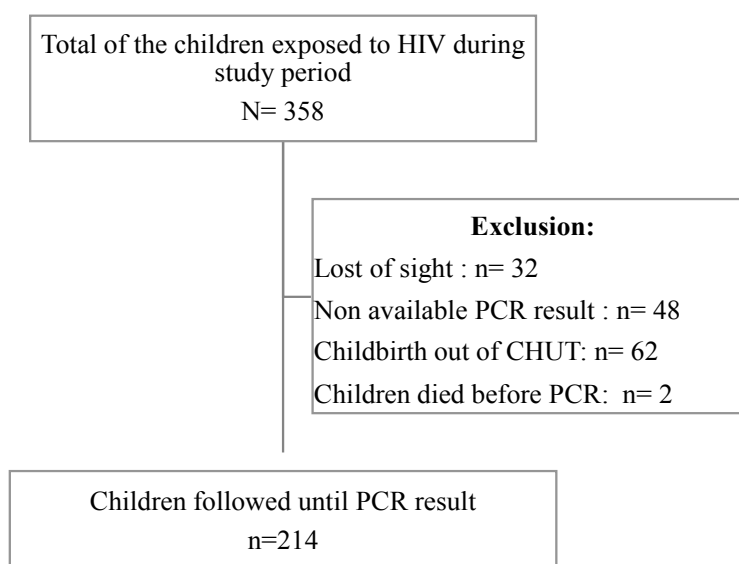 Total of the children exposed to HIV during
study period
N= 358
Exclusion:
Lost of sight : n= 32
Non available PCR result : n= 48
Childbirth out of CHUT: n= 62
Children died before PCR: n= 2
Children followed until PCR result
n=214